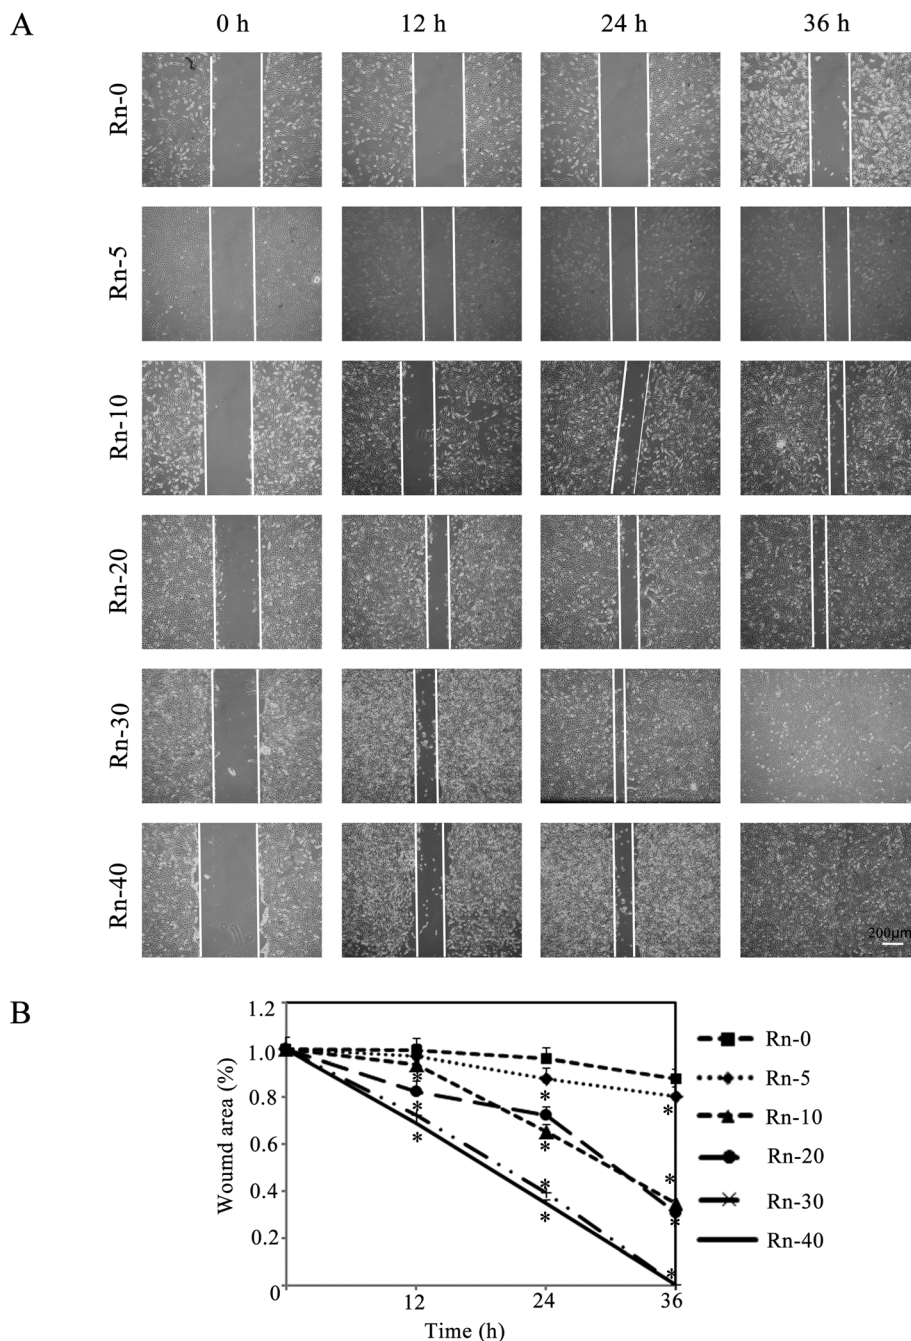 A
0 h 12 h 24 h 36 h
Rn-0
Rn-5
Rn-10
Rn-20
Rn-30
Rn-40
200μm
B
1.2
1.0
0.8
0.6
0.4
0.2
0
12 24 36
Woumd area (%)
Time (h)
* * * * * * * * * * *
Rn-0
Rn-5
Rn-10
Rn-20
Rn-30
Rn-40